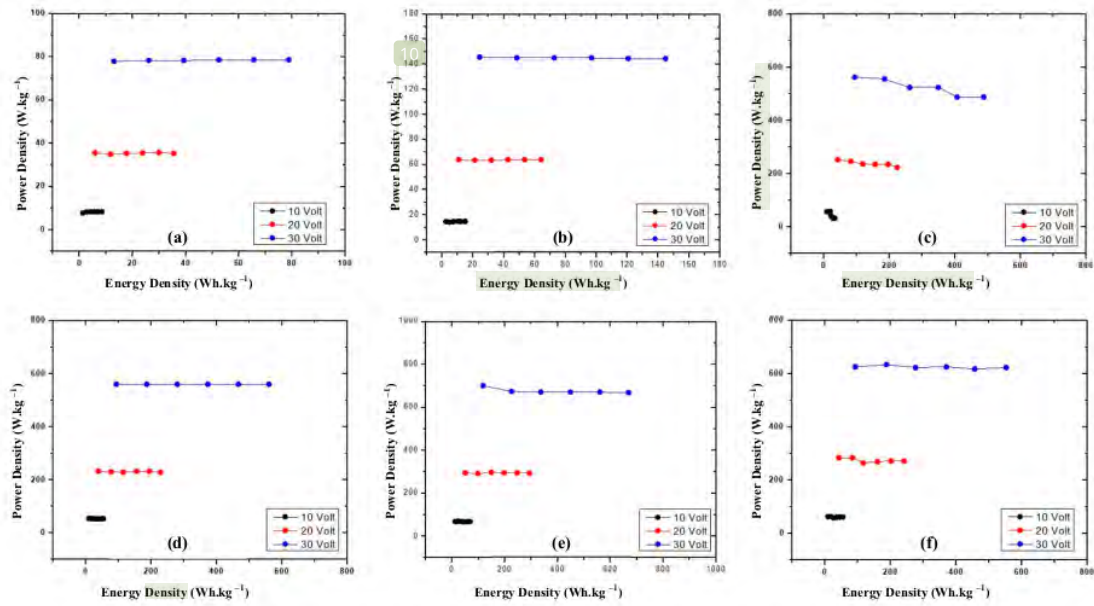 100
80
60
40
20
0
Power Density (W.kg⁻¹)
(a)
10 Volt
20 Volt
30 Volt
0 20 40 60 80 100
Energy Density (Wh.kg⁻¹)
180
10
160
140
120
100
80
60
40
20
0
Power Density (W.kg⁻¹)
(b)
10 Volt
20 Volt
30 Volt
0 20 40 60 80 100 120 140 160 180
Energy Density (Wh.kg⁻¹)
800
600
400
200
0
Power Density (W.kg⁻¹)
(c)
10 Volt
20 Volt
30 Volt
0 200 400 600 800
Energy Density (Wh.kg⁻¹)
800
600
400
200
0
Power Density (W.kg⁻¹)
(d)
10 Volt
20 Volt
30 Volt
0 200 400 600 800
Energy Density (Wh.kg⁻¹)
1000
800
600
400
200
0
Power Density (W.kg⁻¹)
(e)
10 Volt
20 Volt
30 Volt
0 200 400 600 800 1000
Energy Density (Wh.kg⁻¹)
800
600
400
200
0
Power Density (W.kg⁻¹)
(f)
10 Volt
20 Volt
30 Volt
0 200 400 600 800
Energy Density (Wh.kg⁻¹)